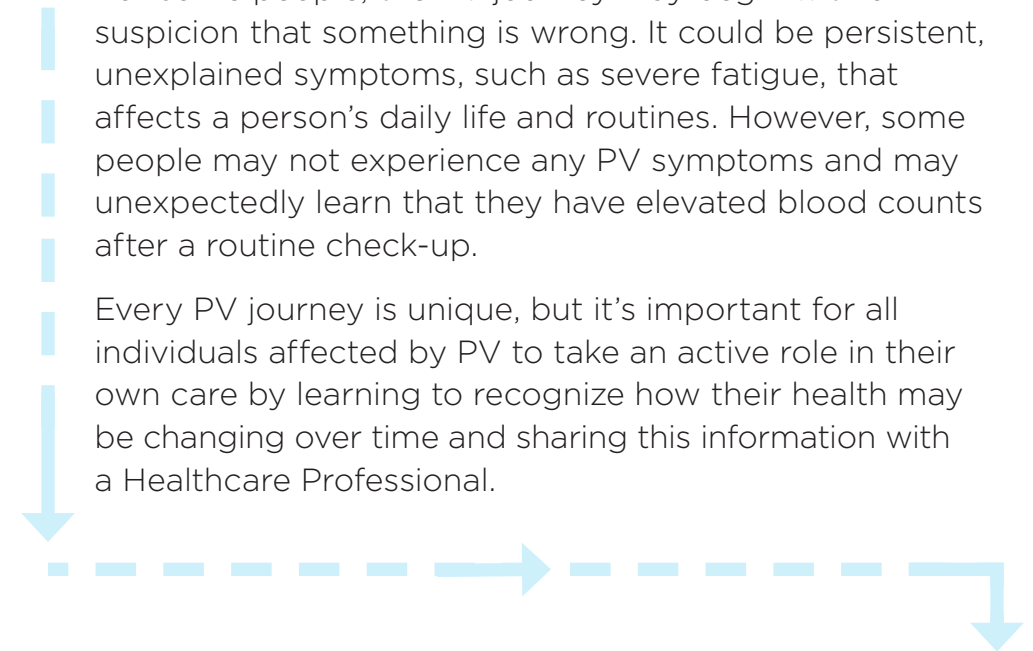 suspicion that something is wrong. It could be persistent,
unexplained symptoms, such as severe fatigue, that
affects a person’s daily life and routines. However, some
people may not experience any PV symptoms and may
unexpectedly learn that they have elevated blood counts
after a routine check-up.
Every PV journey is unique, but it’s important for all
individuals affected by PV to take an active role in their
own care by learning to recognize how their health may
be changing over time and sharing this information with
a Healthcare Professional.